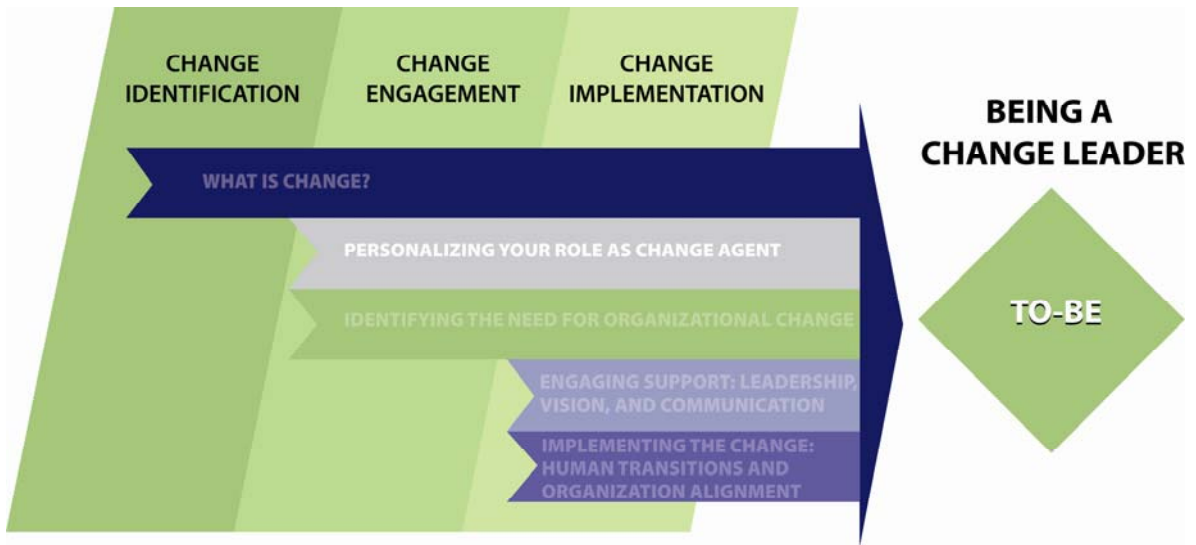 CHANGE
IDENTIFICATION
CHANGE
ENGAGEMENT
CHANGE
IMPLEMENTATION
BEING A
CHANGE LEADER
WHAT IS CHANGE?
PERSONALIZING YOUR ROLE AS CHANGE AGENT
IDENTIFYING THE NEED FOR ORGANIZATIONAL CHANGE
ENGAGING SUPPORT: LEADERSHIP,
VISION, AND COMMUNICATION
IMPLEMENTING THE CHANGE:
HUMAN TRANSITIONS AND
ORGANIZATION ALIGNMENT
TO-BE